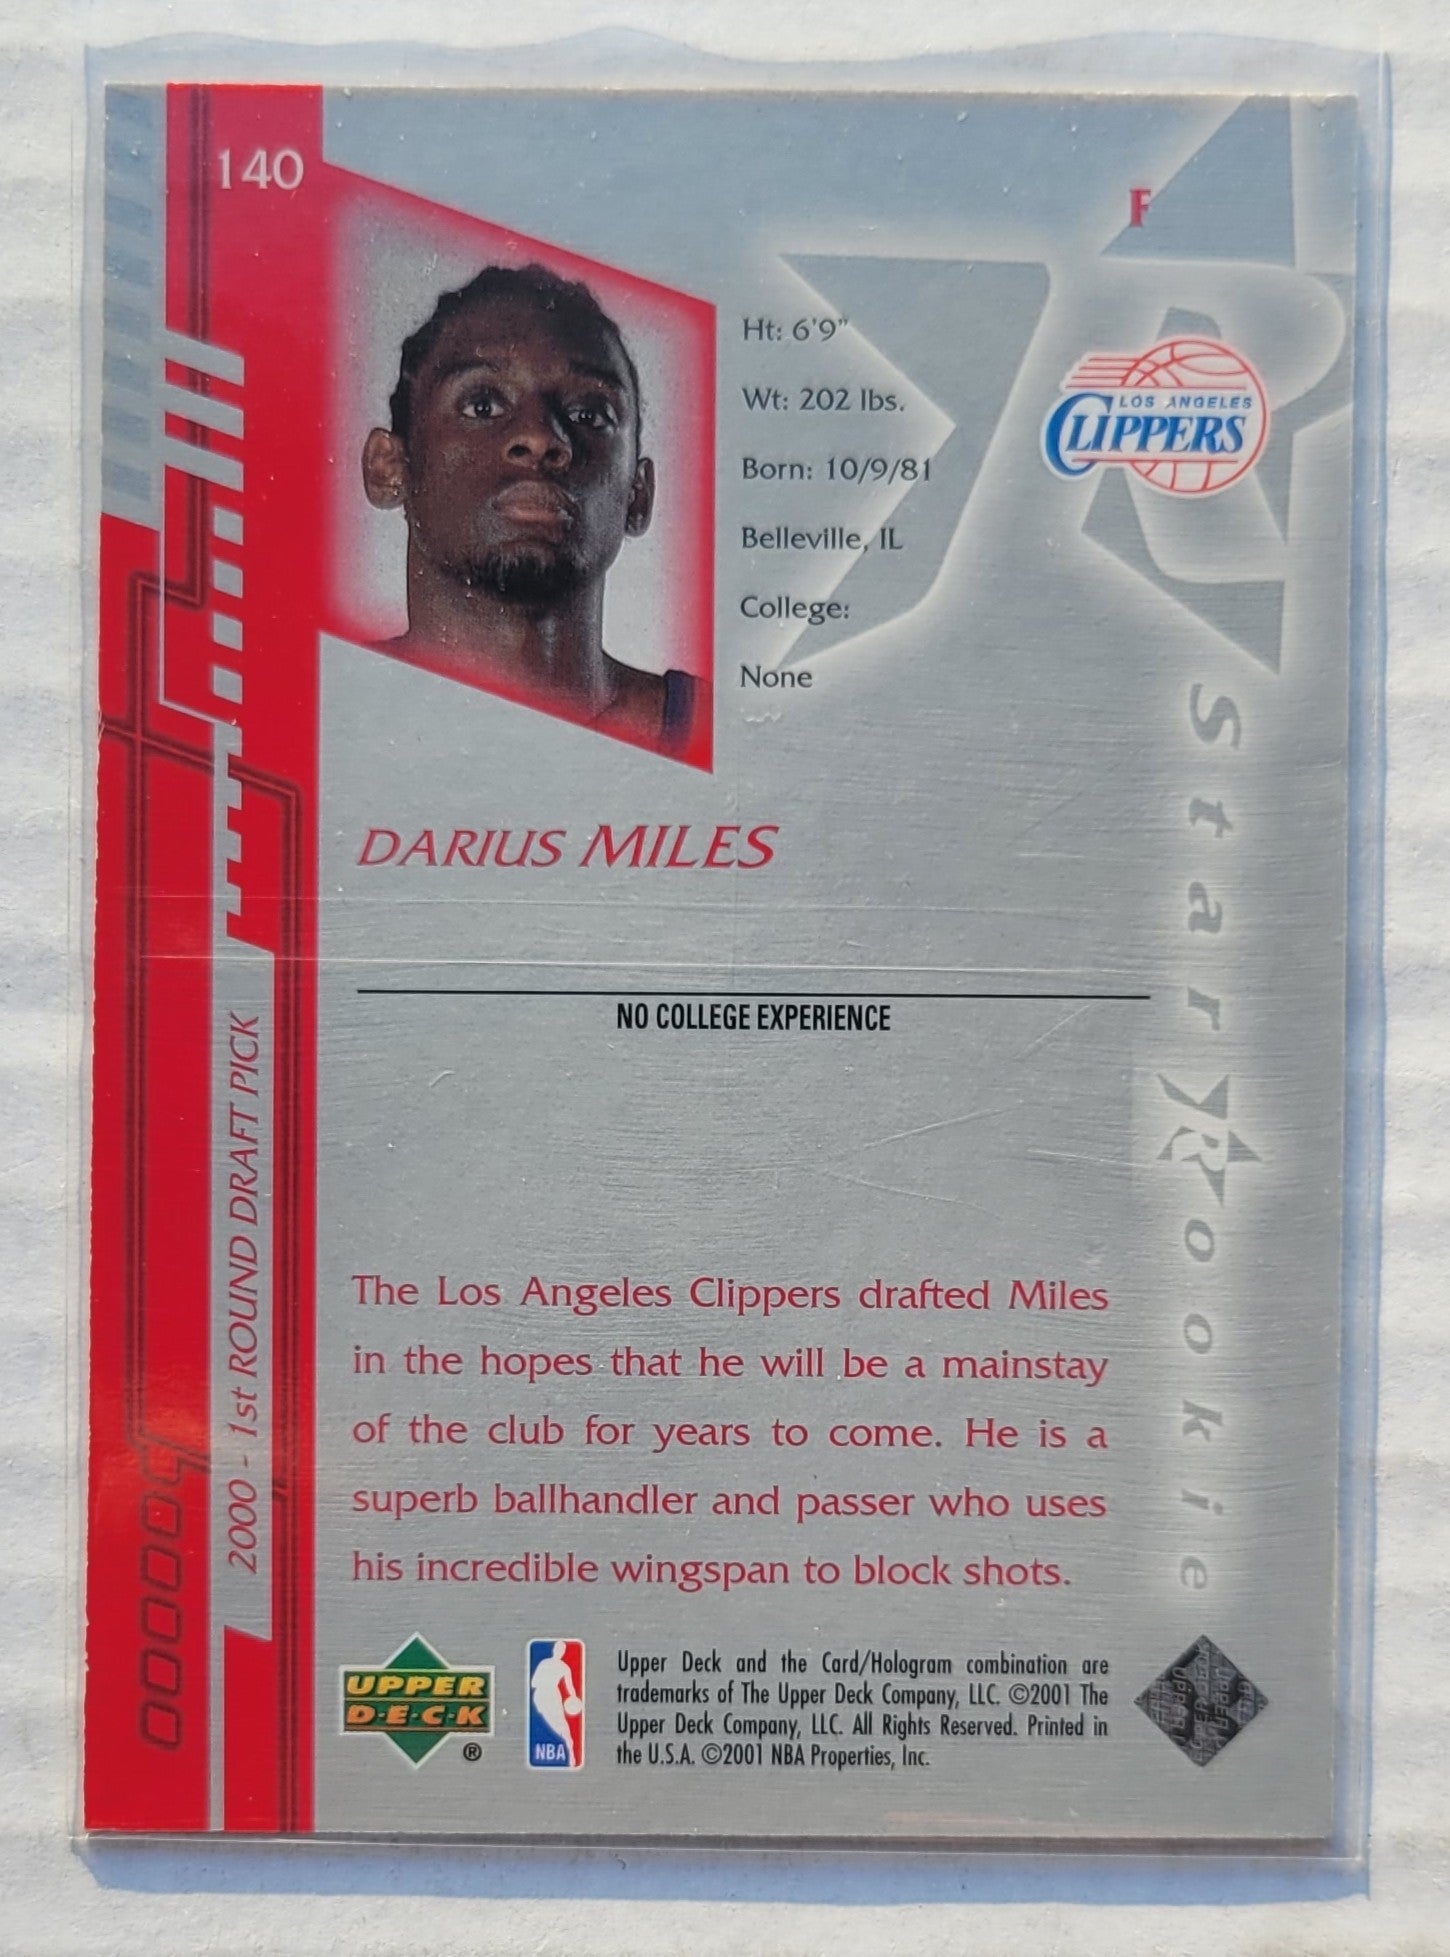 140
F
Ht: 6'9"
Wt: 202 lbs.
Born: 10/9/81
Belleville, IL
College:
None
LOS ANGELES
CLIPPERS
Star Rookie
DARIUS MILES
NO COLLEGE EXPERIENCE
2000 - 1st ROUND DRAFT PICK
The Los Angeles Clippers drafted Miles
in the hopes that he will be a mainstay
of the club for years to come. He is a
superb ballhandler and passer who uses
his incredible wingspan to block shots.
UPPER
D·E·C·K
®
NBA
Upper Deck and the Card/Hologram combination are
trademarks of The Upper Deck Company, LLC. ©2001 The
Upper Deck Company, LLC. All Rights Reserved. Printed in
the U.S.A. ©2001 NBA Properties, Inc.